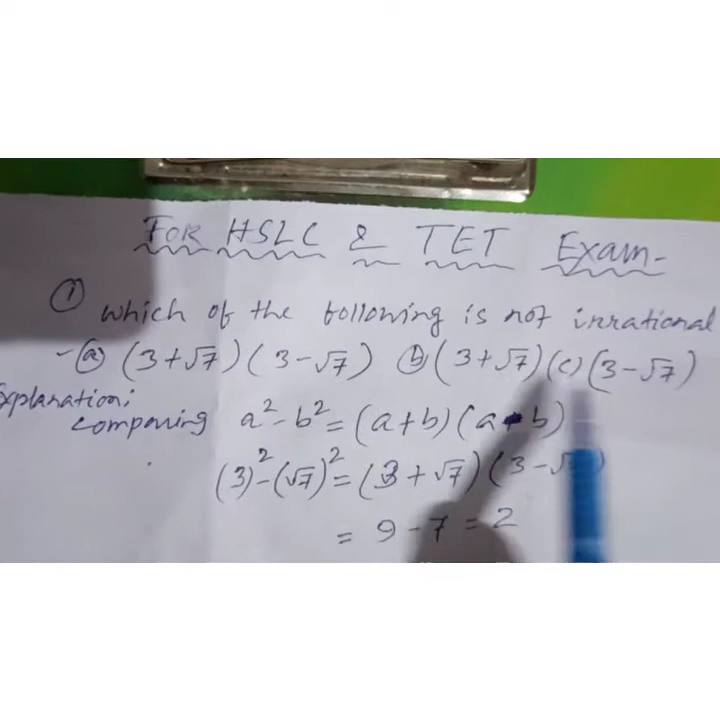 FOR HSLC & TET Exam-
① which of the following is not irrational
-ⓐ (3+√7)(3-√7) ⓑ (3+√7) (c) (3-√7)
Explanation:
comparing a²-b²=(a+b)(a-b)
(3)²-(√7)²=(3+√7)(3-√
= 9-7=2